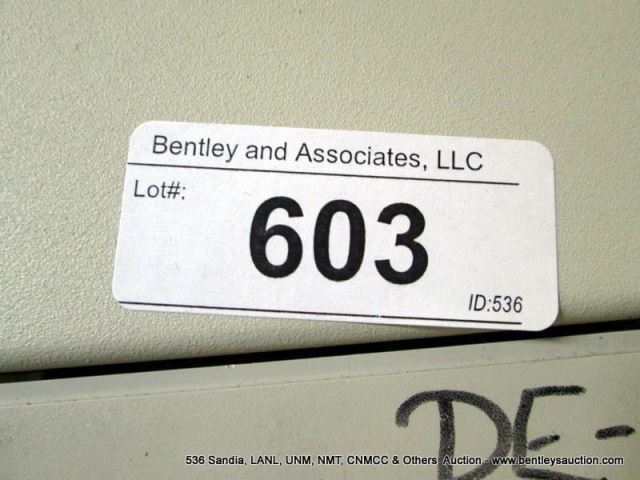 Bentley and Associates, LLC
Lot#:
603
ID:536
DE-
536 Sandia, LANL, UNM, NMT, CNMCC & Others Auction - www.bentleysauction.com